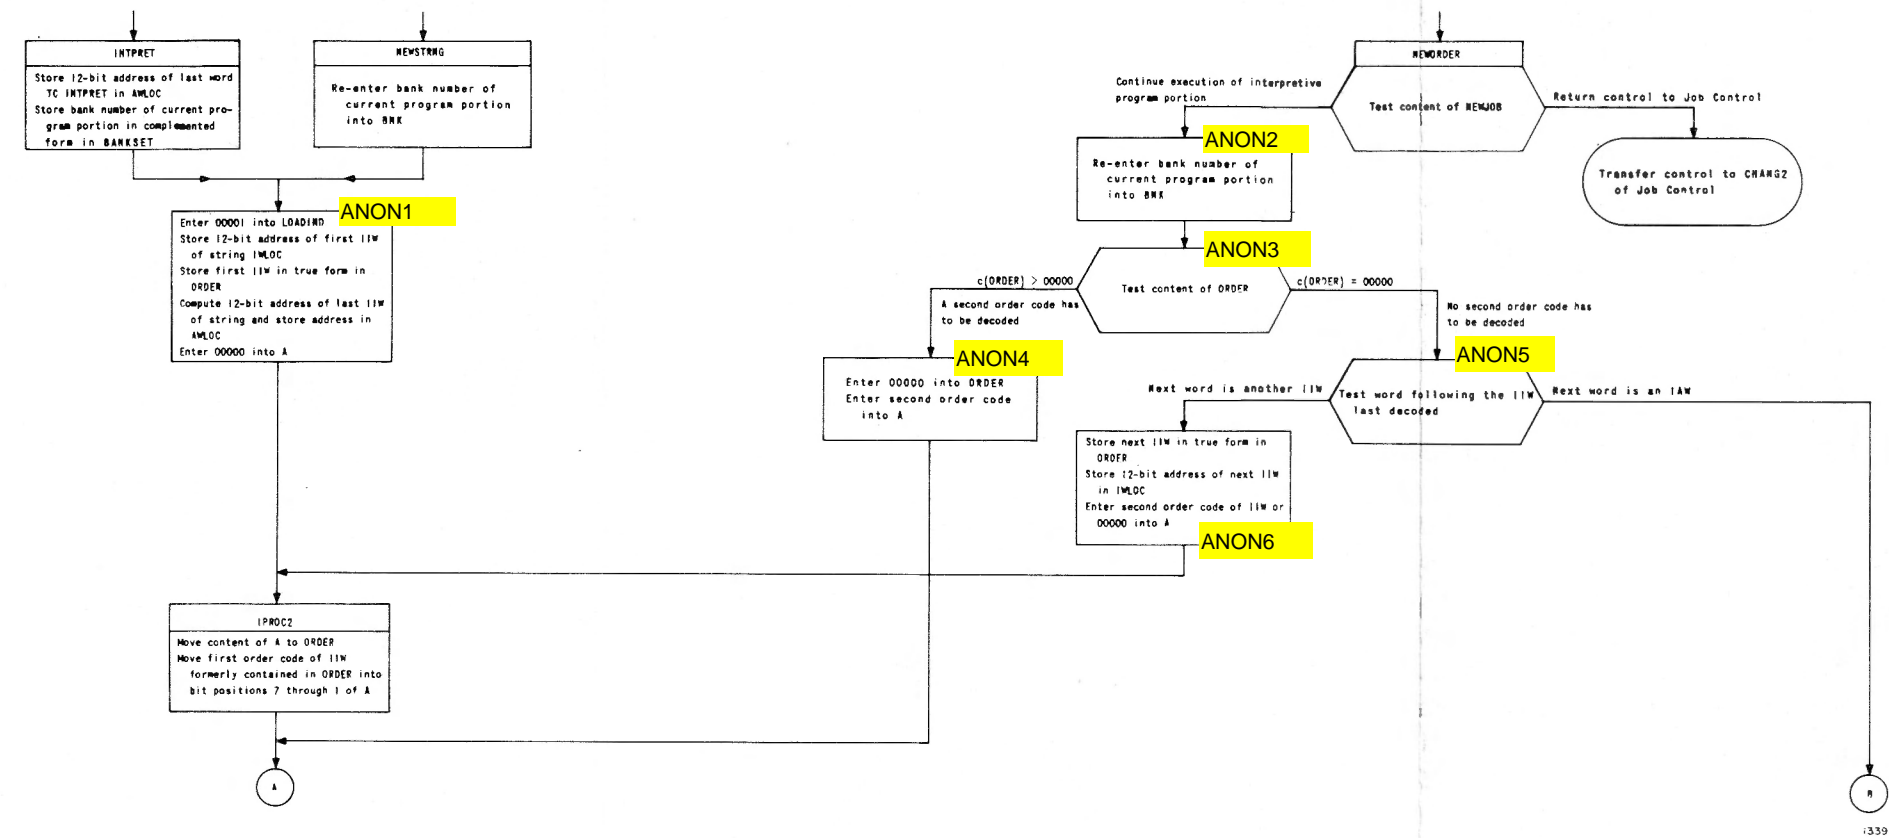 INTPRET
Store 12-bit address of last word
TC INTPRET in AWLOC
Store bank number of current pro-
gram portion in complemented
form in BANKSET
NEWSTRNG
Re-enter bank number of
current program portion
into BNK
ANON1
Enter 00001 into LOADIND
Store 12-bit address of first IIW
of string IWLOC
Store first IIW in true form in
ORDER
Compute 12-bit address of last IIW
of string and store address in
AWLOC
Enter 00000 into A
IPROC2
Move content of A to ORDER
Move first order code of IIW
formerly contained in ORDER into
bit positions 7 through 1 of A
A
NEWORDER
Test content of NEWJOB
Continue execution of interpretive
program portion
Return control to Job Control
Transfer control to CHANG2
of Job Control
ANON2
Re-enter bank number of
current program portion
into BNK
ANON3
Test content of ORDER
c(ORDER) > 00000
A second order code has
to be decoded
c(ORDER) = 00000
No second order code has
to be decoded
ANON4
Enter 00000 into ORDER
Enter second order code
into A
ANON5
Test word following the IIW
last decoded
Next word is another IIW
Next word is an IAW
Store next IIW in true form in
ORDER
Store 12-bit address of next IIW
in IWLOC
Enter second order code of IIW or
00000 into A
ANON6
B
1339